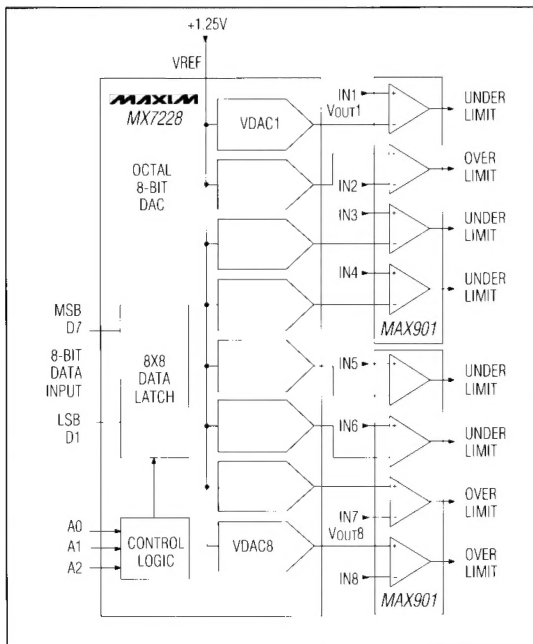 +1.25V
VREF
MAXIM
MX7228
OCTAL
8-BIT
DAC
VDAC1
IN1
VOUT1
UNDER
LIMIT
IN2
OVER
LIMIT
IN3
UNDER
LIMIT
IN4
UNDER
LIMIT
MAX901
MSB
D7
8-BIT
DATA
INPUT
LSB
D1
8X8
DATA
LATCH
IN5
UNDER
LIMIT
IN6
UNDER
LIMIT
IN7
VOUT8
OVER
LIMIT
A0
A1
A2
CONTROL
LOGIC
VDAC8
IN8
OVER
LIMIT
MAX901